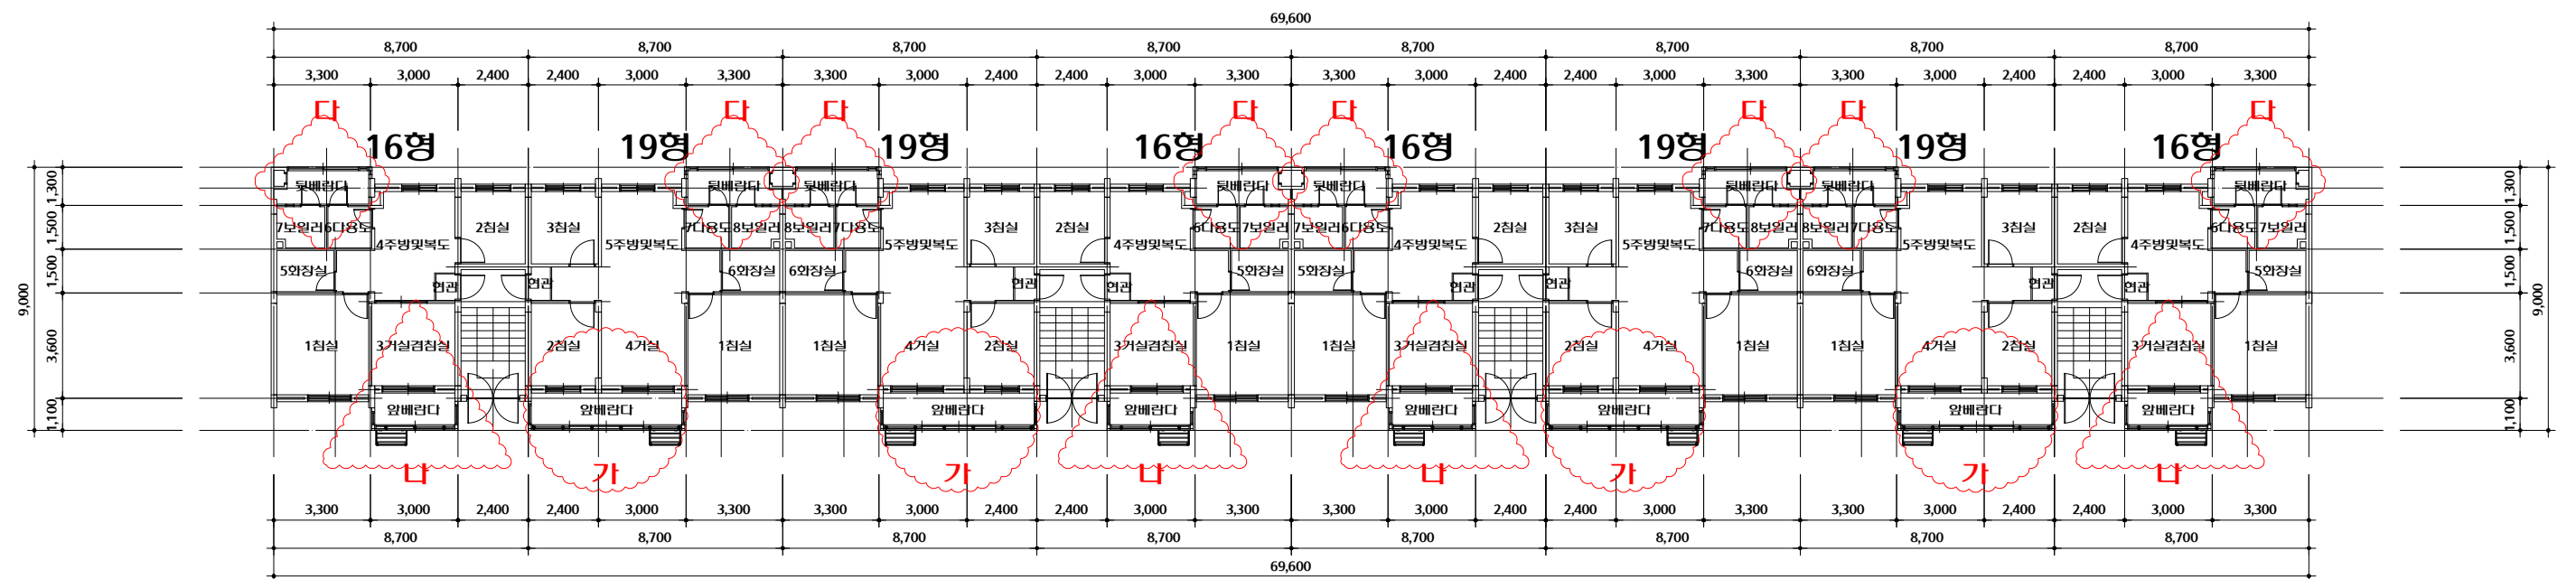 69,600
8,700 8,700 8,700 8,700 8,700 8,700 8,700 8,700
3,300 3,000 2,400 2,400 3,000 3,300 3,300 3,000 2,400 2,400 3,000 3,300 3,300 3,000 2,400 2,400 3,000 3,300 3,300 3,000 2,400 2,400 3,000 3,300
다 다 다 다 다 다 다 다
16형 19형 19형 16형 16형 19형 19형 16형
1,300 뒷베란다 뒷베란다 뒷베란다 뒷베란다 뒷베란다 뒷베란다 뒷베란다 뒷베란다 1,300
1,500 7보일러 6다용도 2침실 3침실 7다용도 8보일러 8보일러 7다용도 3침실 2침실 6다용도 7보일러 7보일러 6다용도 2침실 3침실 7다용도 8보일러 8보일러 7다용도 3침실 2침실 6다용도 7보일러 1,500
4주방및복도 5주방및복도 5주방및복도 4주방및복도 4주방및복도 5주방및복도 5주방및복도 4주방및복도
1,500 5화장실 6화장실 6화장실 5화장실 5화장실 6화장실 6화장실 5화장실 1,500
현관 현관 현관 현관 현관 현관 현관 현관
9,000 9,000
3,600 1침실 3거실겸침실 2침실 4거실 1침실 1침실 4거실 2침실 3거실겸침실 1침실 1침실 3거실겸침실 2침실 4거실 1침실 1침실 4거실 2침실 3거실겸침실 1침실 3,600
1,100 앞베란다 앞베란다 앞베란다 앞베란다 앞베란다 앞베란다 앞베란다 앞베란다 1,100
나 가 가 나 나 가 가 나
3,300 3,000 2,400 2,400 3,000 3,300 3,300 3,000 2,400 2,400 3,000 3,300 3,300 3,000 2,400 2,400 3,000 3,300 3,300 3,000 2,400 2,400 3,000 3,300
8,700 8,700 8,700 8,700 8,700 8,700 8,700 8,700
69,600